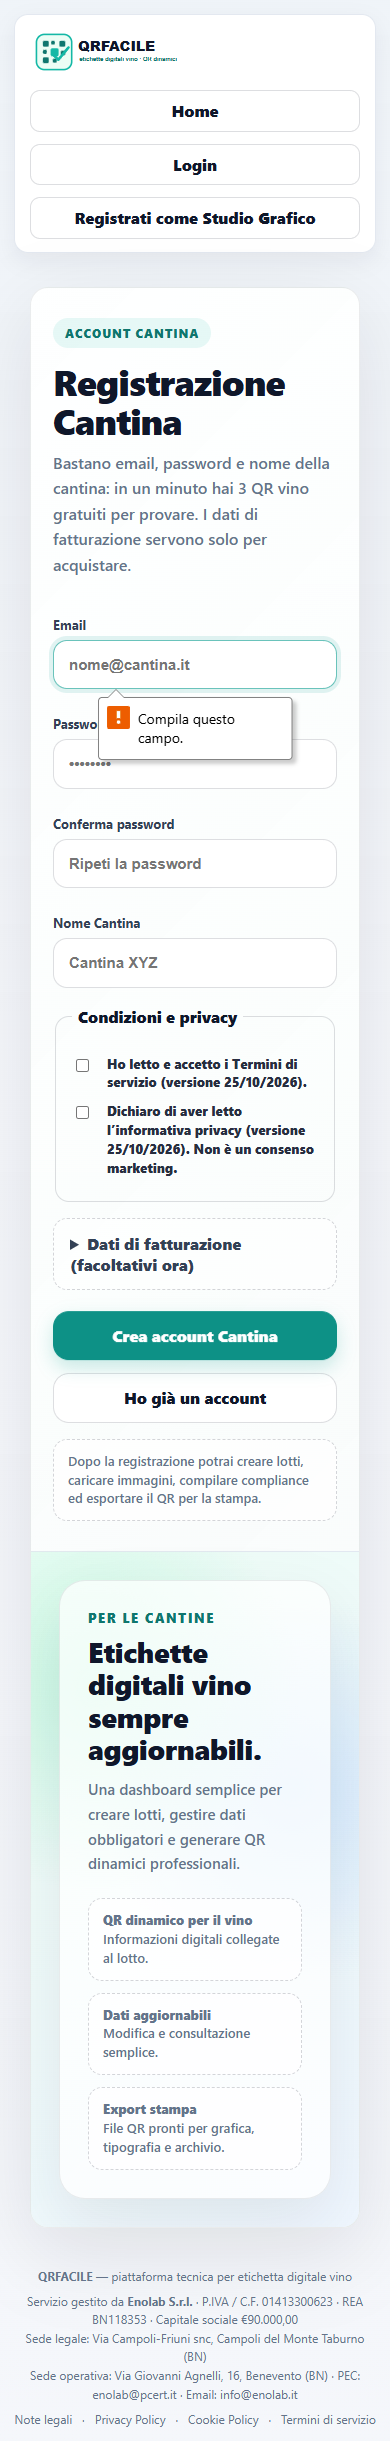 QRFACILE
etichette digitali vino · QR dinamici
Home
Login
Registrati come Studio Grafico
ACCOUNT CANTINA
Registrazione
Cantina
Bastano email, password e nome della
cantina: in un minuto hai 3 QR vino
gratuiti per provare. I dati di
fatturazione servono solo per
acquistare.
Email
nome@cantina.it
Compila questo
campo.
Passwo
••••••••
Conferma password
Ripeti la password
Nome Cantina
Cantina XYZ
Condizioni e privacy
Ho letto e accetto i Termini di
servizio (versione 25/10/2026).
Dichiaro di aver letto
l’informativa privacy (versione
25/10/2026). Non è un consenso
marketing.
Dati di fatturazione
(facoltativi ora)
Crea account Cantina
Ho già un account
Dopo la registrazione potrai creare lotti,
caricare immagini, compilare compliance
ed esportare il QR per la stampa.
PER LE CANTINE
Etichette
digitali vino
sempre
aggiornabili.
Una dashboard semplice per
creare lotti, gestire dati
obbligatori e generare QR
dinamici professionali.
QR dinamico per il vino
Informazioni digitali collegate
al lotto.
Dati aggiornabili
Modifica e consultazione
semplice.
Export stampa
File QR pronti per grafica,
tipografia e archivio.
QRFACILE — piattaforma tecnica per etichetta digitale vino
Servizio gestito da Enolab S.r.l. · P.IVA / C.F. 01413300623 · REA
BN118353 · Capitale sociale €90.000,00
Sede legale: Via Campoli-Friuni snc, Campoli del Monte Taburno
(BN)
Sede operativa: Via Giovanni Agnelli, 16, Benevento (BN) · PEC:
enolab@pcert.it · Email: info@enolab.it
Note legali · Privacy Policy · Cookie Policy · Termini di servizio